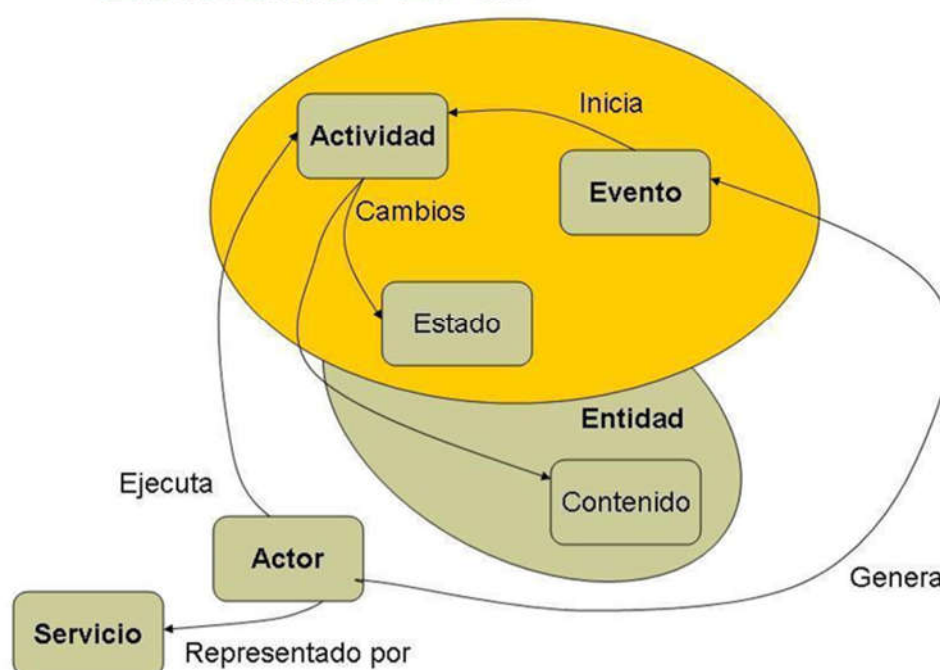 Inicia
Actividad
Evento
Cambios
Estado
Entidad
Ejecuta
Contenido
Actor
Genera
Servicio
Representado por